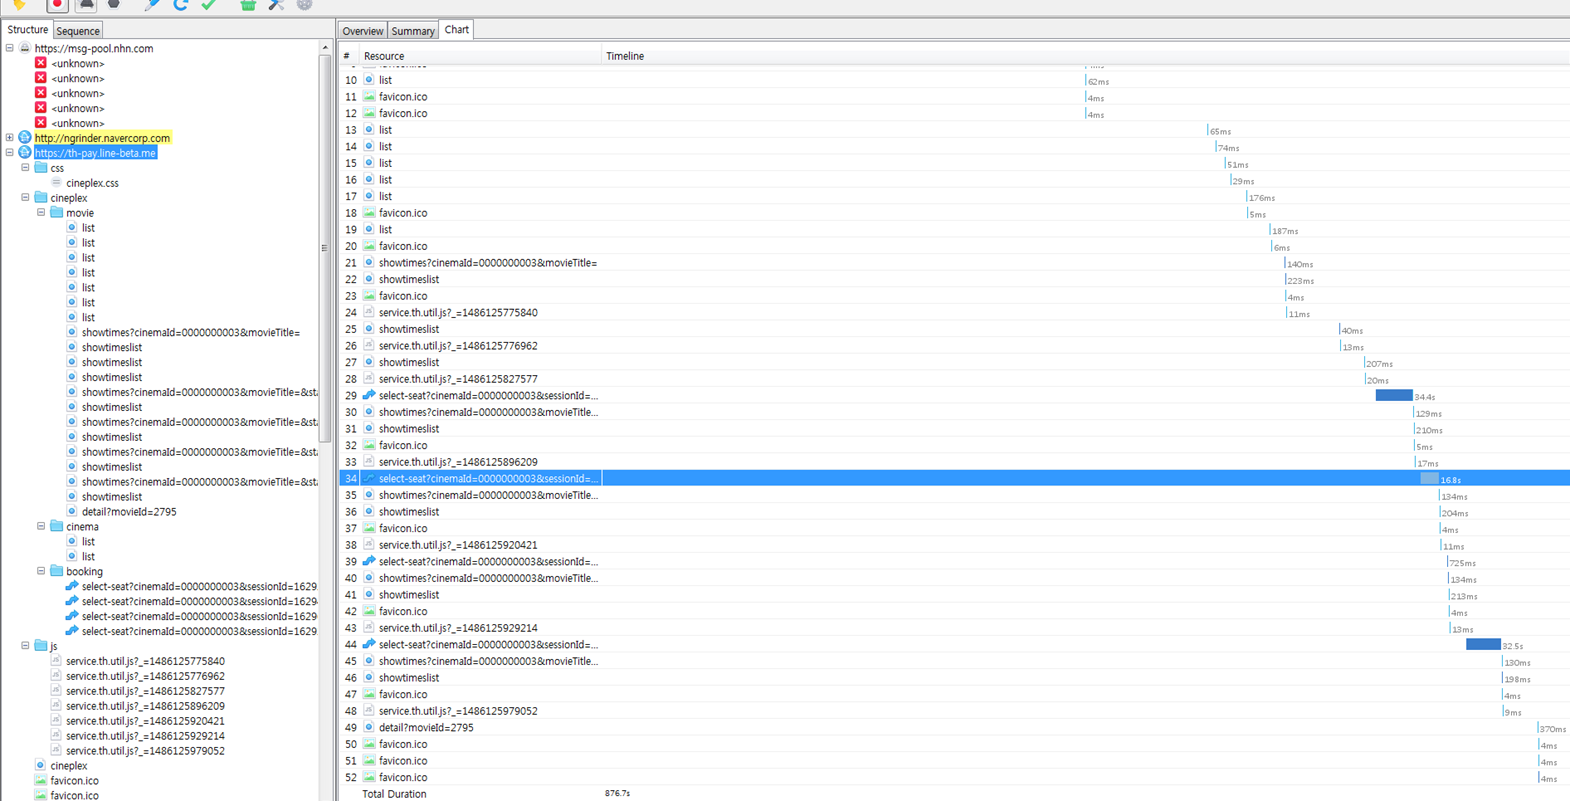 Structure
Sequence
https://msg-pool.nhn.com
<unknown>
<unknown>
<unknown>
<unknown>
<unknown>
http://ngrinder.navercorp.com
https://th-pay.line-beta.me
css
cineplex.css
cineplex
movie
list
list
list
list
list
list
list
showtimes?cinemaId=0000000003&movieTitle=
showtimeslist
showtimeslist
showtimeslist
showtimes?cinemaId=0000000003&movieTitle=&sta
showtimeslist
showtimes?cinemaId=0000000003&movieTitle=&sta
showtimeslist
showtimes?cinemaId=0000000003&movieTitle=&sta
showtimeslist
showtimes?cinemaId=0000000003&movieTitle=&sta
showtimeslist
detail?movieId=2795
cinema
list
list
booking
select-seat?cinemaId=0000000003&sessionId=1629
select-seat?cinemaId=0000000003&sessionId=1629
select-seat?cinemaId=0000000003&sessionId=1629
select-seat?cinemaId=0000000003&sessionId=1629
js
service.th.util.js?_=1486125775840
service.th.util.js?_=1486125776962
service.th.util.js?_=1486125827577
service.th.util.js?_=1486125896209
service.th.util.js?_=1486125920421
service.th.util.js?_=1486125929214
service.th.util.js?_=1486125979052
cineplex
favicon.ico
favicon.ico
Overview
Summary
Chart
# Resource Timeline
10 list 62ms
11 favicon.ico 4ms
12 favicon.ico 4ms
13 list 65ms
14 list 74ms
15 list 51ms
16 list 29ms
17 list 176ms
18 favicon.ico 5ms
19 list 187ms
20 favicon.ico 6ms
21 showtimes?cinemaId=0000000003&movieTitle= 140ms
22 showtimeslist 223ms
23 favicon.ico 4ms
24 service.th.util.js?_=1486125775840 11ms
25 showtimeslist 40ms
26 service.th.util.js?_=1486125776962 13ms
27 showtimeslist 207ms
28 service.th.util.js?_=1486125827577 20ms
29 select-seat?cinemaId=0000000003&sessionId=... 34.4s
30 showtimes?cinemaId=0000000003&movieTitle... 129ms
31 showtimeslist 210ms
32 favicon.ico 5ms
33 service.th.util.js?_=1486125896209 17ms
34 select-seat?cinemaId=0000000003&sessionId=... 16.8s
35 showtimes?cinemaId=0000000003&movieTitle... 134ms
36 showtimeslist 204ms
37 favicon.ico 4ms
38 service.th.util.js?_=1486125920421 11ms
39 select-seat?cinemaId=0000000003&sessionId=... 725ms
40 showtimes?cinemaId=0000000003&movieTitle... 134ms
41 showtimeslist 213ms
42 favicon.ico 4ms
43 service.th.util.js?_=1486125929214 13ms
44 select-seat?cinemaId=0000000003&sessionId=... 32.5s
45 showtimes?cinemaId=0000000003&movieTitle... 130ms
46 showtimeslist 198ms
47 favicon.ico 4ms
48 service.th.util.js?_=1486125979052 9ms
49 detail?movieId=2795 370ms
50 favicon.ico 4ms
51 favicon.ico 4ms
52 favicon.ico 4ms
Total Duration 876.7s